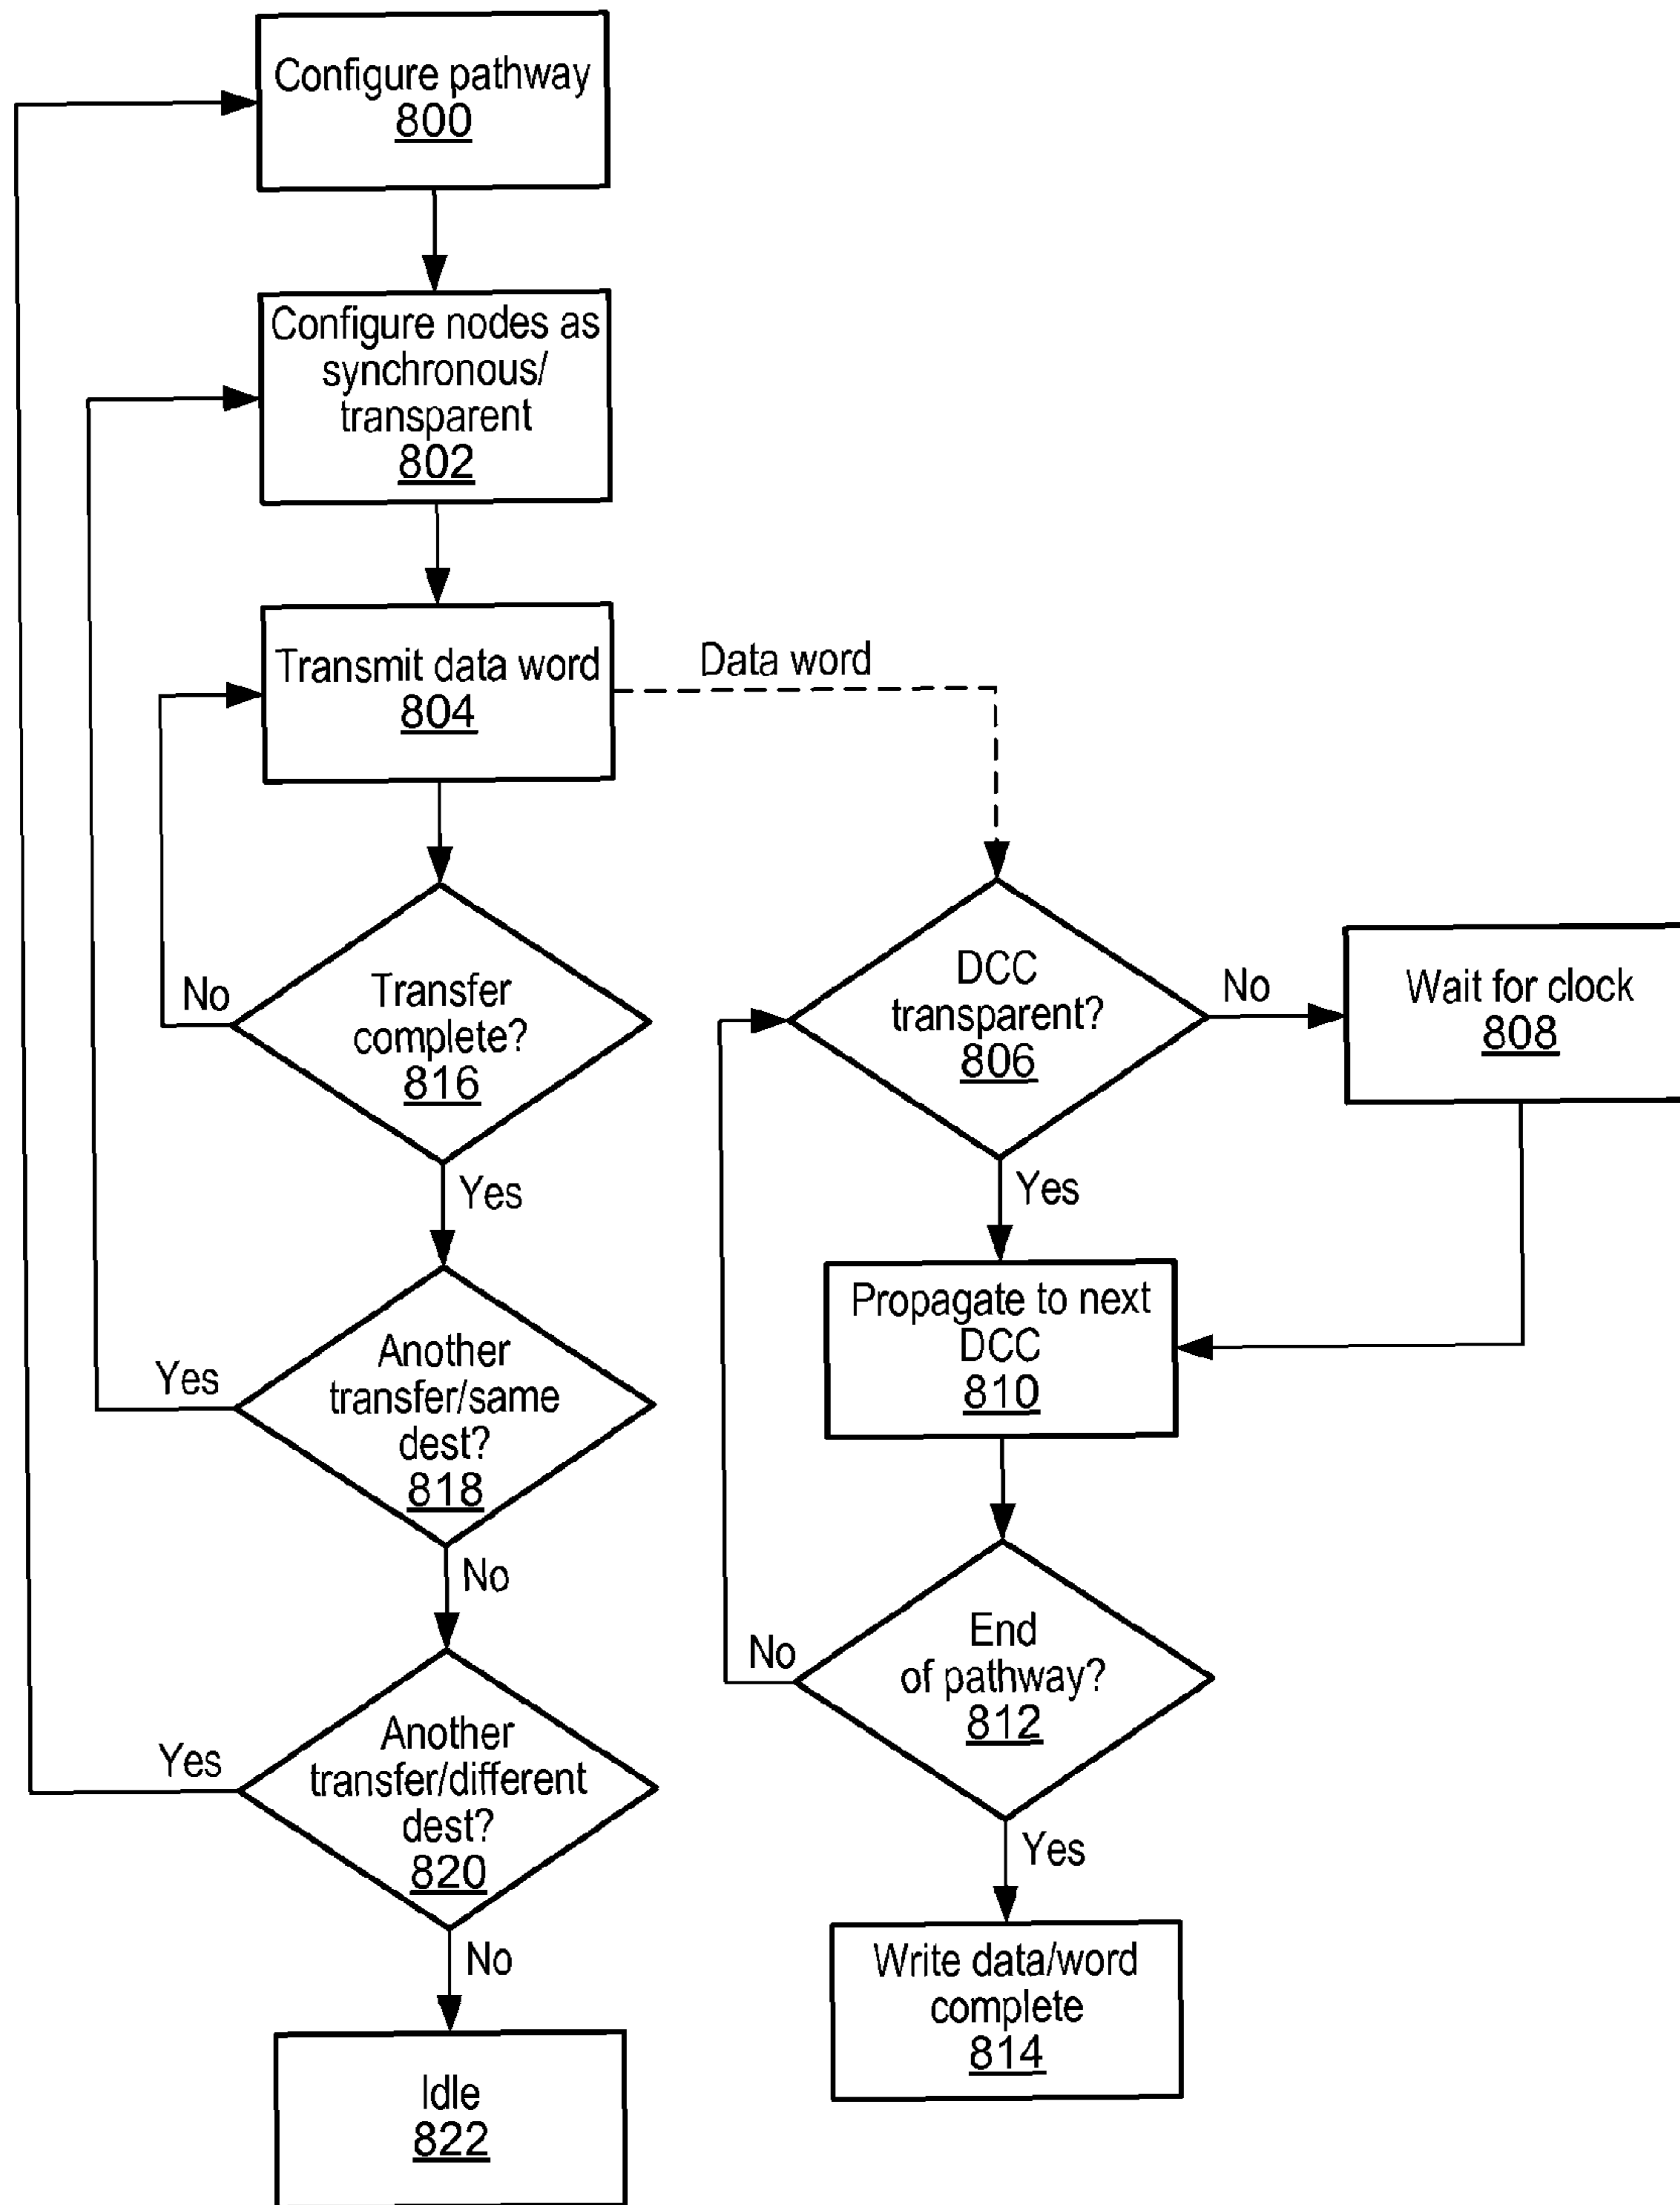 Configure pathway
800
Configure nodes as
synchronous/
transparent
802
Transmit data word
804
Data word
Transfer
complete?
816
No
Yes
Another
transfer/same
dest?
818
Yes
No
Another
transfer/different
dest?
820
Yes
No
Idle
822
DCC
transparent?
806
No
Yes
Wait for clock
808
Propagate to next
DCC
810
End
of pathway?
812
No
Yes
Write data/word
complete
814